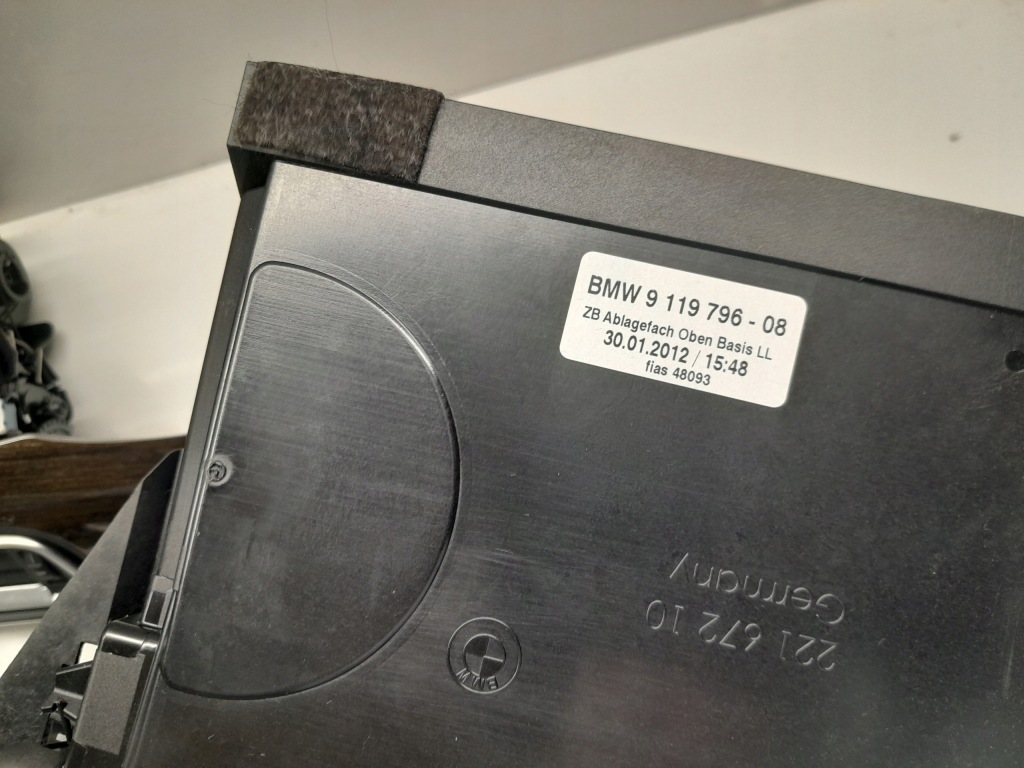 BMW 9 119 796 - 08
ZB Ablagefach Oben Basis LL
30.01.2012 / 15:48
fias 48093
221 672 10
Germany
BMW